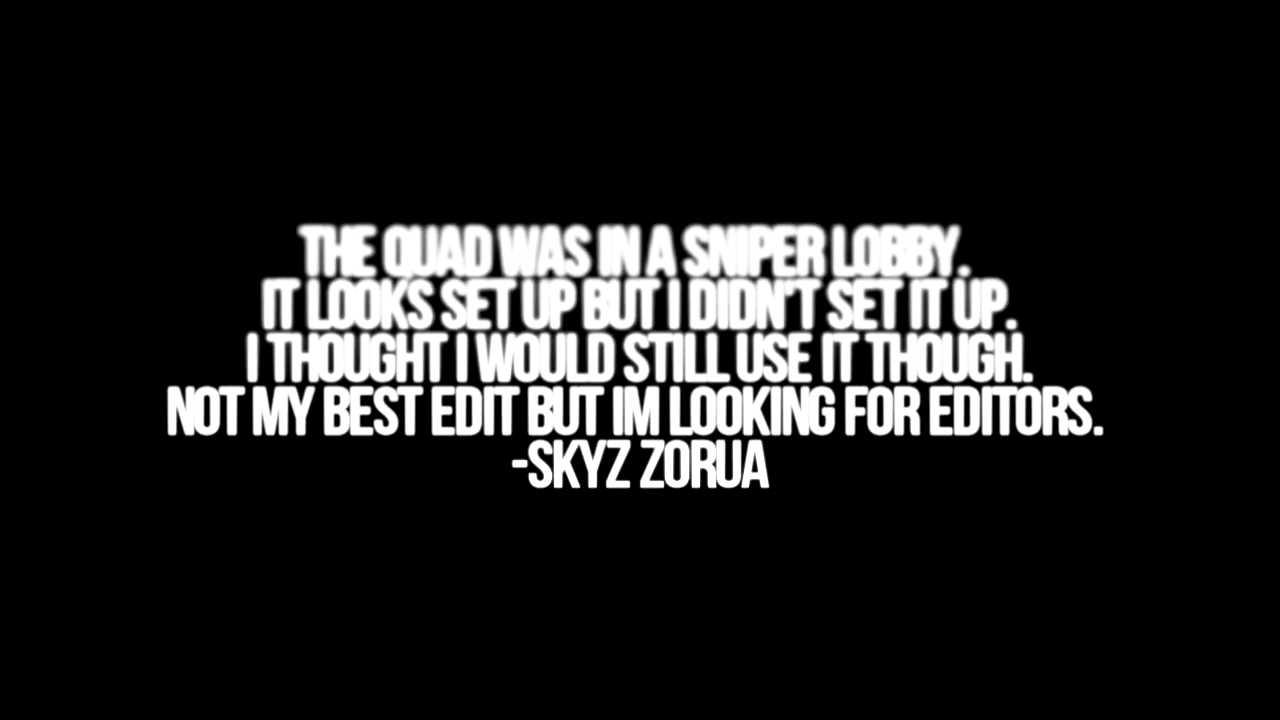 THE QUAD WAS IN A SNIPER LOBBY.
IT LOOKS SET UP BUT I DIDN'T SET IT UP.
I THOUGHT I WOULD STILL USE IT THOUGH.
NOT MY BEST EDIT BUT IM LOOKING FOR EDITORS.
-SKYZ ZORUA